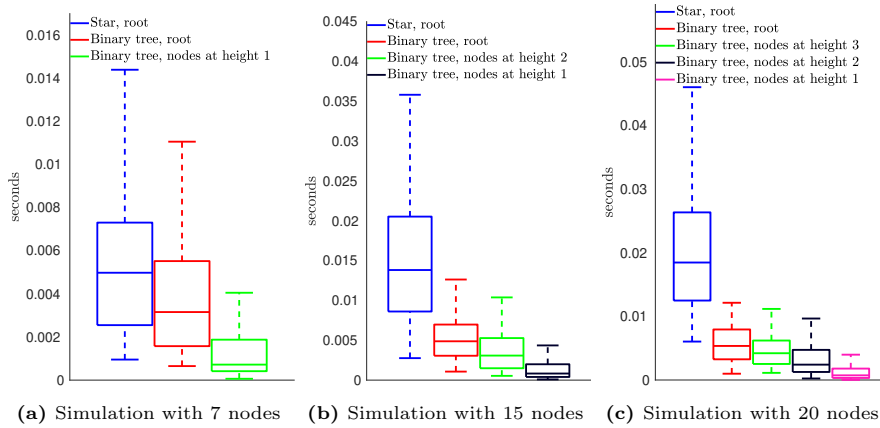 Star, root
Binary tree, root
Binary tree, nodes at height 1
0.016
0.014
0.012
0.01
0.008
0.006
0.004
0.002
0
seconds
(a) Simulation with 7 nodes
Star, root
Binary tree, root
Binary tree, nodes at height 2
Binary tree, nodes at height 1
0.045
0.04
0.035
0.03
0.025
0.02
0.015
0.01
0.005
0
seconds
(b) Simulation with 15 nodes
Star, root
Binary tree, root
Binary tree, nodes at height 3
Binary tree, nodes at height 2
Binary tree, nodes at height 1
0.05
0.04
0.03
0.02
0.01
0
seconds
(c) Simulation with 20 nodes